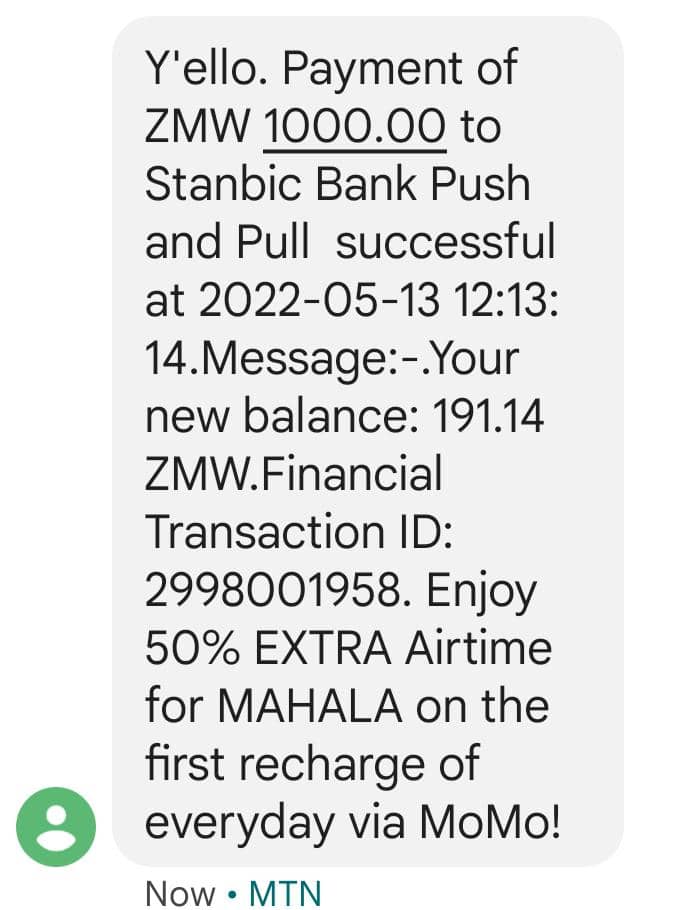 Y'ello. Payment of
ZMW 1000.00 to
Stanbic Bank Push
and Pull  successful
at 2022-05-13 12:13:
14.Message:-.Your
new balance: 191.14
ZMW.Financial
Transaction ID:
2998001958. Enjoy
50% EXTRA Airtime
for MAHALA on the
first recharge of
everyday via MoMo!
Now • MTN